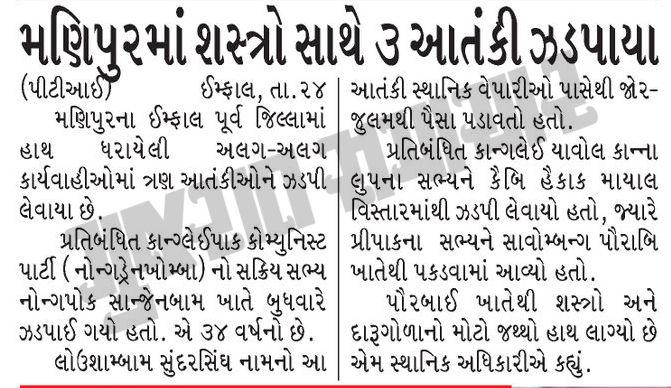 મણિપુરમાં શસ્ત્રો સાથે ૩ આતંકી ઝડપાયા
(પીટીઆઈ) ઈમ્ફાલ, તા.૨૪
મણિપુરના ઈમ્ફાલ પૂર્વ જિલ્લામાં
હાથ ધરાયેલી અલગ-અલગ
કાર્યવાહીઓમાં ત્રણ આતંકીઓને ઝડપી
લેવાયા છે.
પ્રતિબંધિત કાન્ગ્લેઈપાક કોમ્યુનિસ્ટ
પાર્ટી ( નોન્ગડ્રેનખોમ્બા) નો સક્રિય સભ્ય
નોન્ગપોક સાન્જેનબામ ખાતે બુધવારે
ઝડપાઈ ગયો હતો. એ ૩૪ વર્ષનો છે.
લોઉશામ્બામ સુંદરસિંઘ નામનો આ
આતંકી સ્થાનિક વેપારીઓ પાસેથી જોર-
જુલમથી પૈસા પડાવતો હતો.
પ્રતિબંધિત કાન્ગલેઈ યાવોલ કાન્ના
લુપના સભ્યને કૈબિ હેકાક માયાલ
વિસ્તારમાંથી ઝડપી લેવાયો હતો, જ્યારે
પ્રીપાકના સભ્યને સાવોમ્બન્ગ પૌરાબિ
ખાતેથી પકડવામાં આવ્યો હતો.
પૌરબાઈ ખાતેથી શસ્ત્રો અને
દારૂગોળાનો મોટો જથ્થો હાથ લાગ્યો છે
એમ સ્થાનિક અધિકારીએ કહ્યું.
ગુજરાત સમાચાર